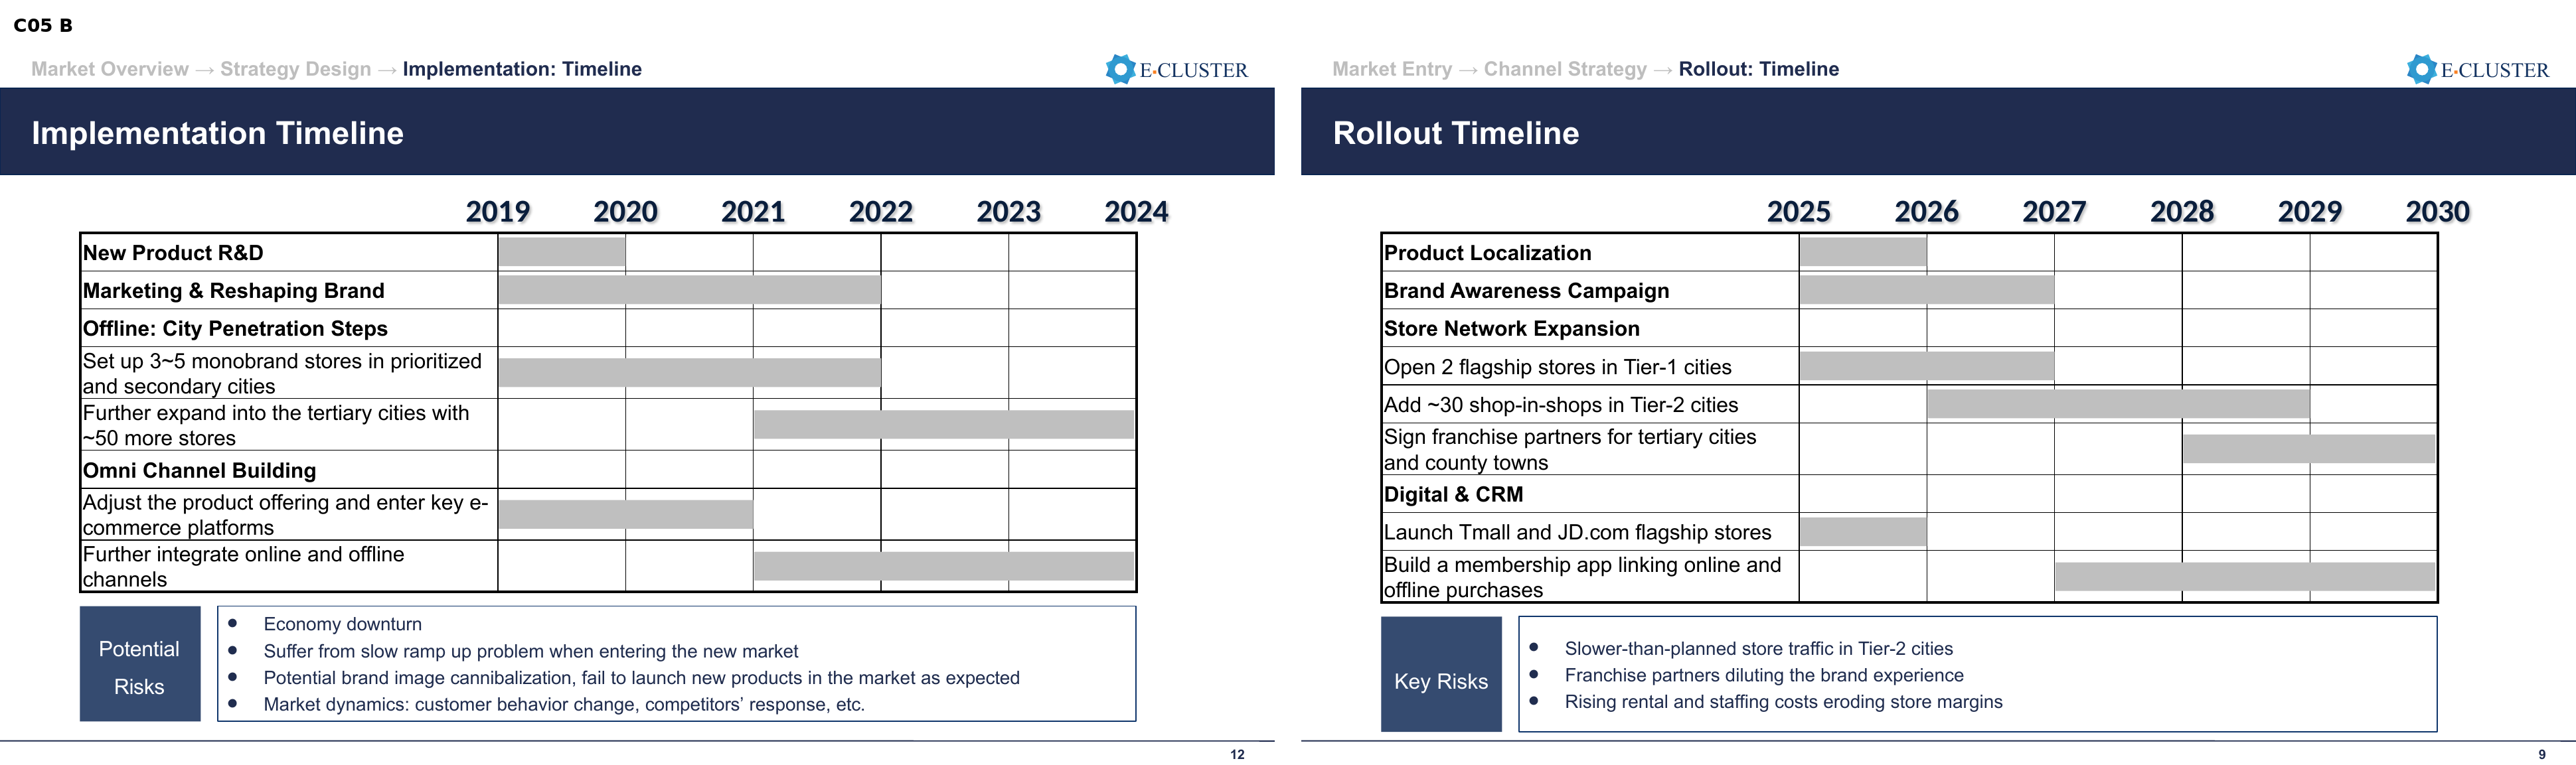 C05 B
Market Overview → Strategy Design → Implementation: Timeline
E·CLUSTER
Implementation Timeline
2019 2020 2021 2022 2023 2024
New Product R&D
Marketing & Reshaping Brand
Offline: City Penetration Steps
Set up 3~5 monobrand stores in prioritized
and secondary cities
Further expand into the tertiary cities with
~50 more stores
Omni Channel Building
Adjust the product offering and enter key e-
commerce platforms
Further integrate online and offline
channels
Potential
Risks
● Economy downturn
● Suffer from slow ramp up problem when entering the new market
● Potential brand image cannibalization, fail to launch new products in the market as expected
● Market dynamics: customer behavior change, competitors’ response, etc.
12
Market Entry → Channel Strategy → Rollout: Timeline
E·CLUSTER
Rollout Timeline
2025 2026 2027 2028 2029 2030
Product Localization
Brand Awareness Campaign
Store Network Expansion
Open 2 flagship stores in Tier-1 cities
Add ~30 shop-in-shops in Tier-2 cities
Sign franchise partners for tertiary cities
and county towns
Digital & CRM
Launch Tmall and JD.com flagship stores
Build a membership app linking online and
offline purchases
Key Risks
● Slower-than-planned store traffic in Tier-2 cities
● Franchise partners diluting the brand experience
● Rising rental and staffing costs eroding store margins
9